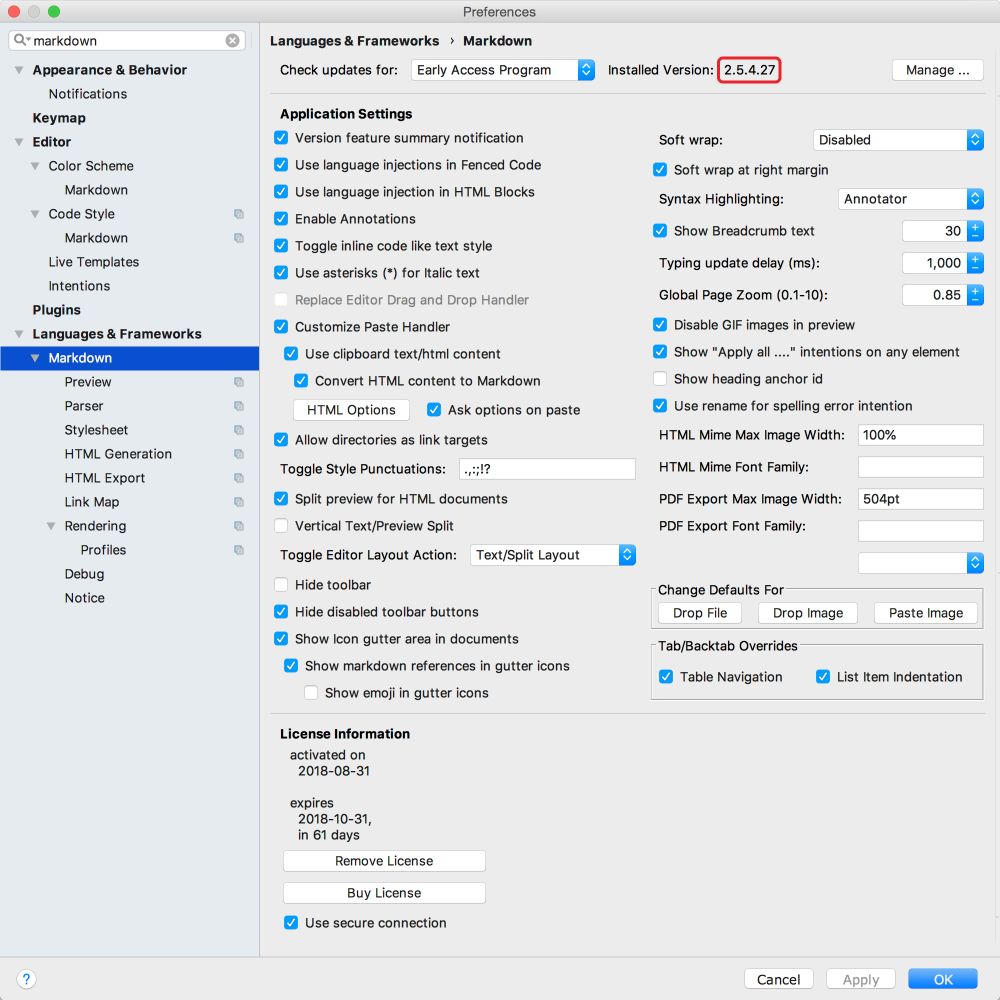 Preferences
markdown
Appearance & Behavior
Notifications
Keymap
Editor
Color Scheme
Markdown
Code Style
Markdown
Live Templates
Intentions
Plugins
Languages & Frameworks
Markdown
Preview
Parser
Stylesheet
HTML Generation
HTML Export
Link Map
Rendering
Profiles
Debug
Notice
Languages & Frameworks › Markdown
Check updates for: Early Access Program Installed Version: 2.5.4.27 Manage ...
Application Settings
Version feature summary notification
Use language injections in Fenced Code
Use language injection in HTML Blocks
Enable Annotations
Toggle inline code like text style
Use asterisks (*) for Italic text
Replace Editor Drag and Drop Handler
Customize Paste Handler
Use clipboard text/html content
Convert HTML content to Markdown
HTML Options Ask options on paste
Allow directories as link targets
Toggle Style Punctuations: .,:;!?
Split preview for HTML documents
Vertical Text/Preview Split
Toggle Editor Layout Action: Text/Split Layout
Hide toolbar
Hide disabled toolbar buttons
Show Icon gutter area in documents
Show markdown references in gutter icons
Show emoji in gutter icons
Soft wrap: Disabled
Soft wrap at right margin
Syntax Highlighting: Annotator
Show Breadcrumb text 30
Typing update delay (ms): 1,000
Global Page Zoom (0.1-10): 0.85
Disable GIF images in preview
Show "Apply all ...." intentions on any element
Show heading anchor id
Use rename for spelling error intention
HTML Mime Max Image Width: 100%
HTML Mime Font Family:
PDF Export Max Image Width: 504pt
PDF Export Font Family:
Change Defaults For
Drop File Drop Image Paste Image
Tab/Backtab Overrides
Table Navigation List Item Indentation
License Information
activated on
2018-08-31
expires
2018-10-31,
in 61 days
Remove License
Buy License
Use secure connection
? Cancel Apply OK